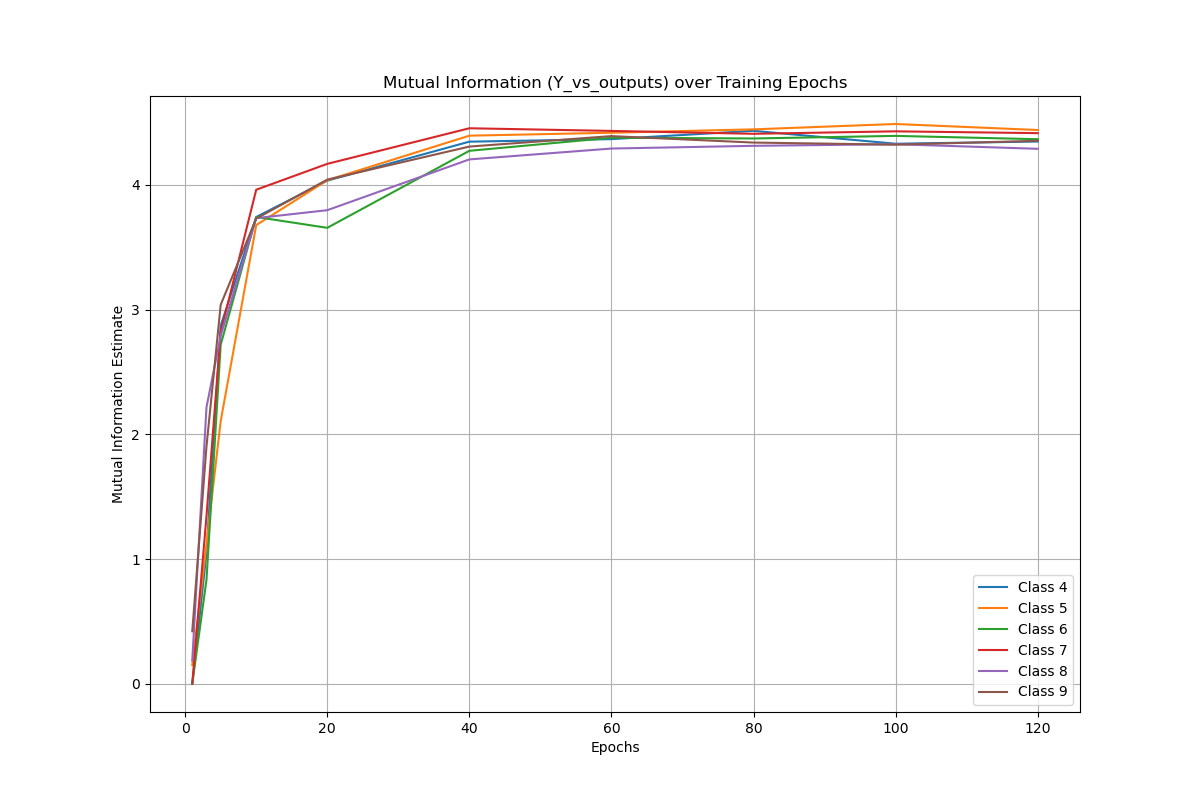 Mutual Information (Y_vs_outputs) over Training Epochs
Mutual Information Estimate
4
3
2
1
0
0 20 40 60 80 100 120
Epochs
Class 4
Class 5
Class 6
Class 7
Class 8
Class 9